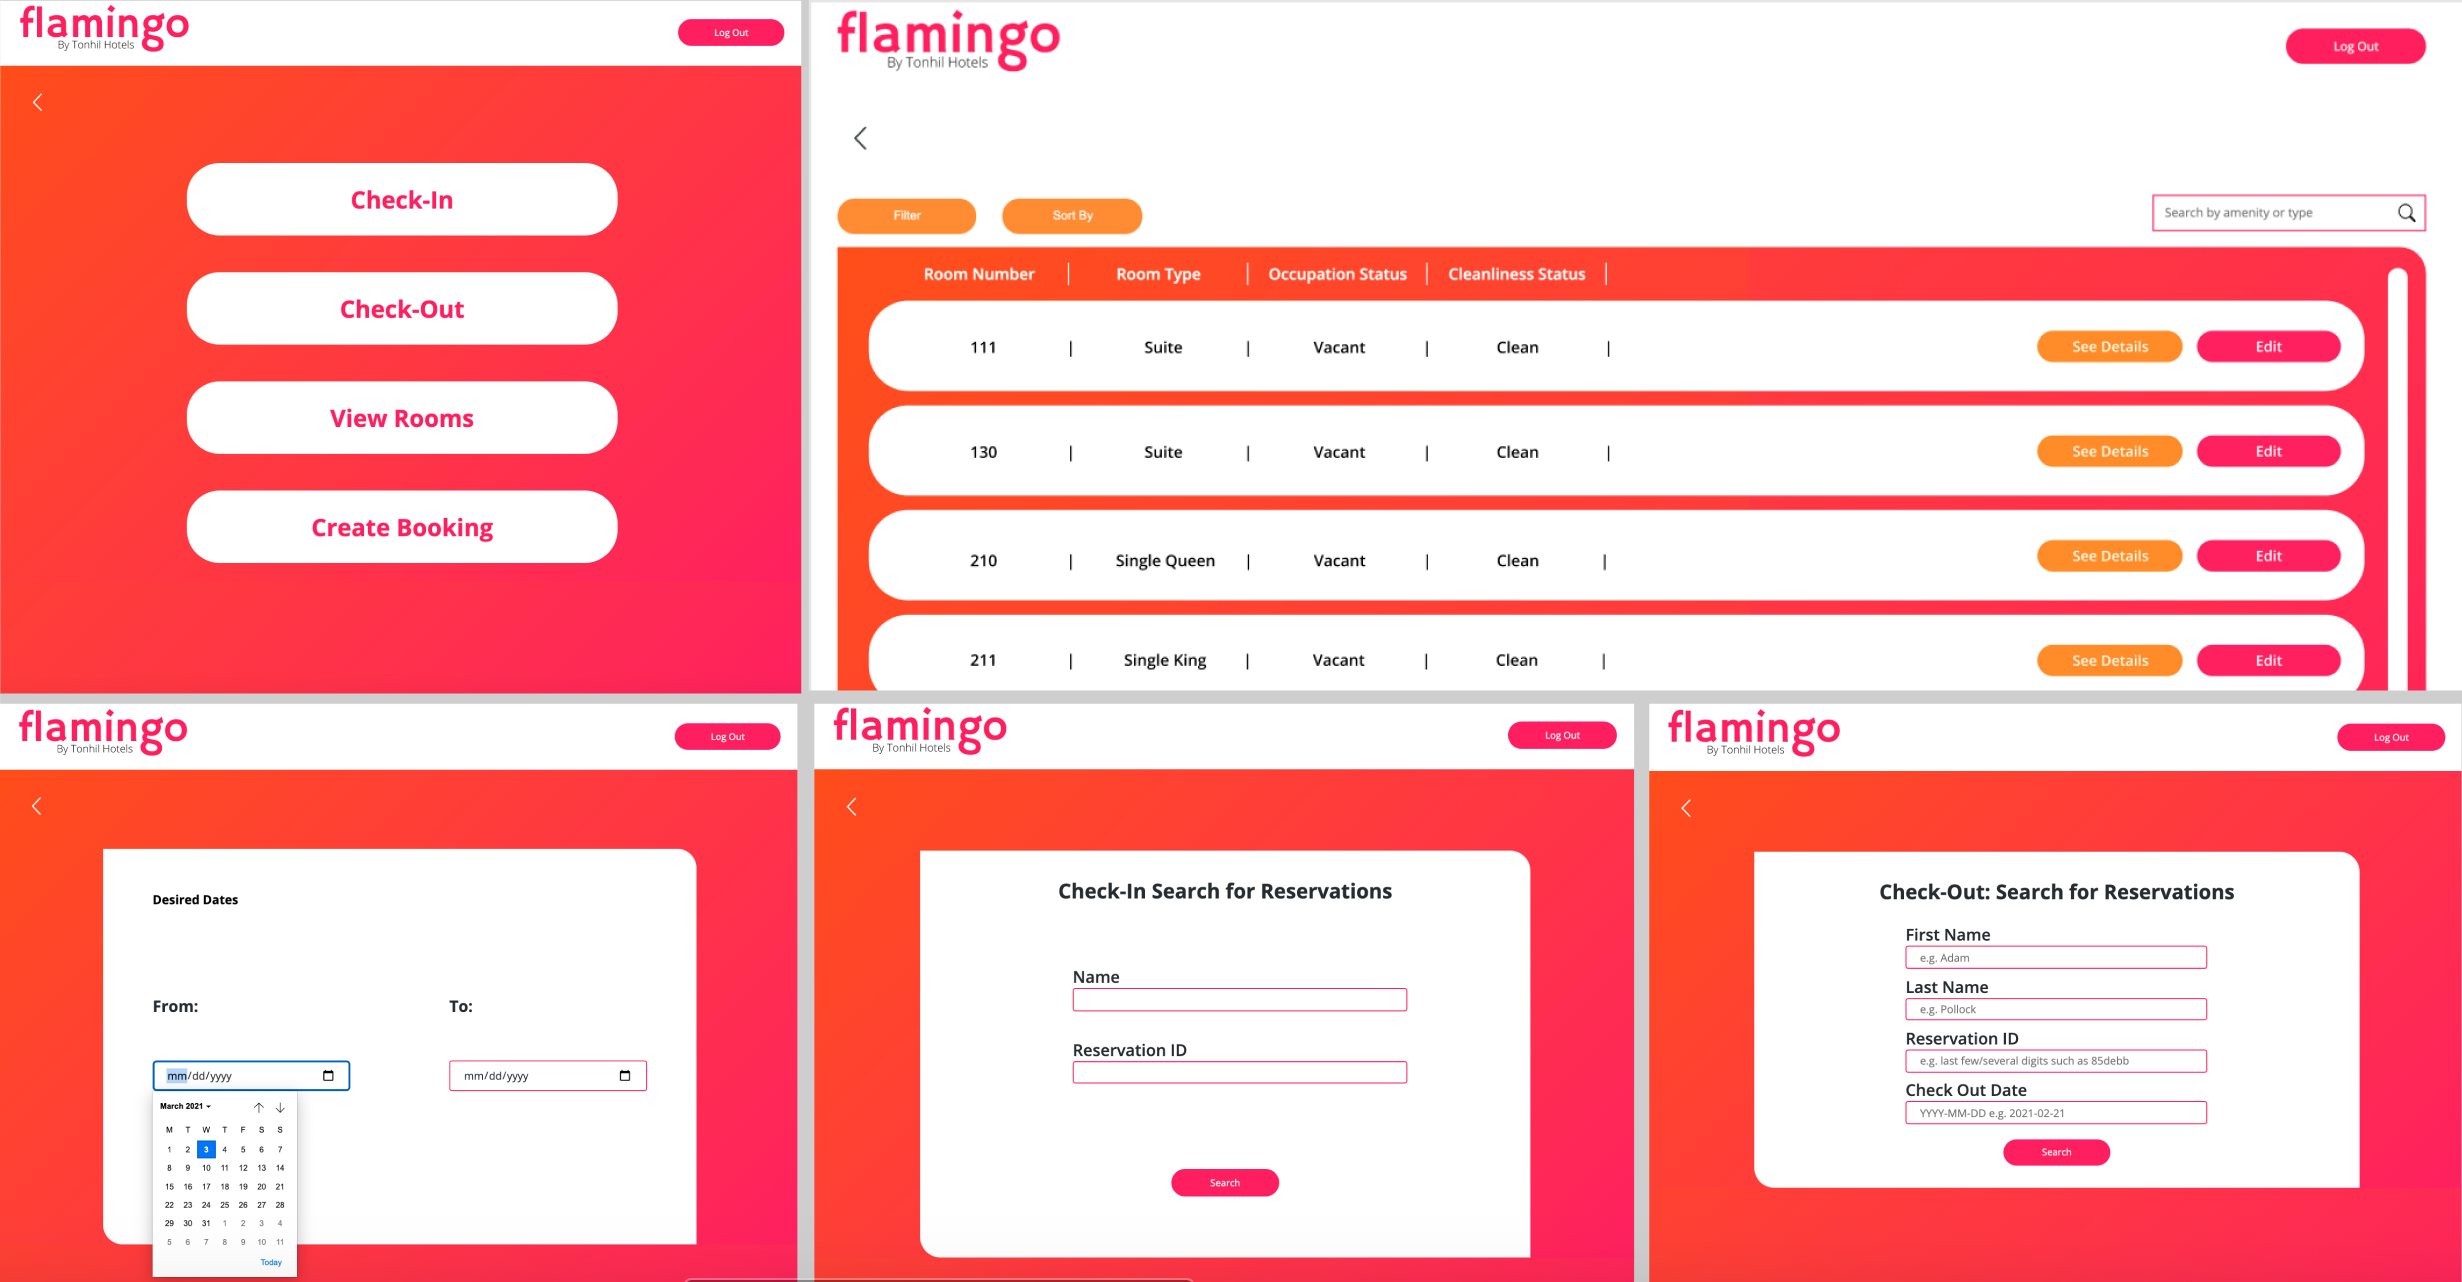 flamingo
By Tonhil Hotels
Log Out
Check-In
Check-Out
View Rooms
Create Booking
flamingo
By Tonhil Hotels
Log Out
Filter
Sort By
Search by amenity or type
Room Number | Room Type | Occupation Status | Cleanliness Status |
111 | Suite | Vacant | Clean | See Details Edit
130 | Suite | Vacant | Clean | See Details Edit
210 | Single Queen | Vacant | Clean | See Details Edit
211 | Single King | Vacant | Clean | See Details Edit
flamingo
By Tonhil Hotels
Log Out
Desired Dates
From: To:
mm/dd/yyyy mm/dd/yyyy
March 2021
M T W T F S S
1 2 3 4 5 6 7
8 9 10 11 12 13 14
15 16 17 18 19 20 21
22 23 24 25 26 27 28
29 30 31 1 2 3 4
5 6 7 8 9 10 11
Today
flamingo
By Tonhil Hotels
Log Out
Check-In Search for Reservations
Name
Reservation ID
Search
flamingo
By Tonhil Hotels
Log Out
Check-Out: Search for Reservations
First Name
e.g. Adam
Last Name
e.g. Pollock
Reservation ID
e.g. last few/several digits such as 85debb
Check Out Date
YYYY-MM-DD e.g. 2021-02-21
Search